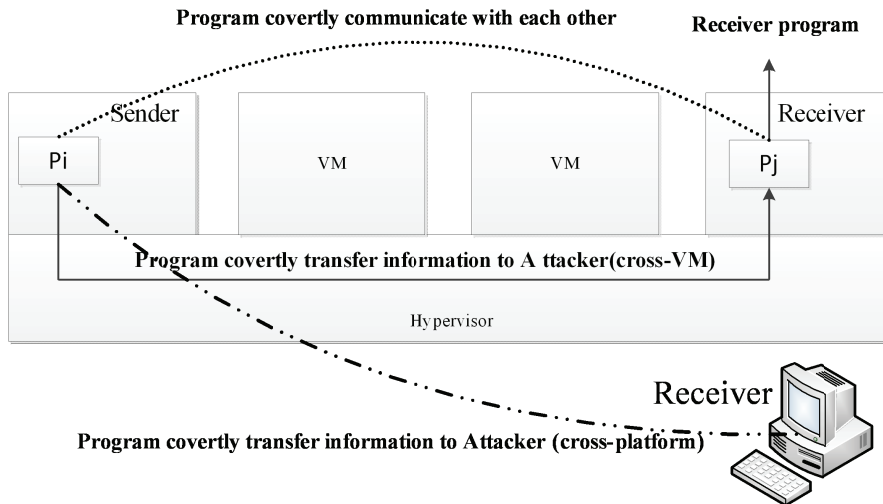 Program covertly communicate with each other
Receiver program
Sender
Receiver
Pi
VM
VM
Pj
Program covertly transfer information to A ttacker(cross-VM)
Hypervisor
Receiver
Program covertly transfer information to Attacker (cross-platform)